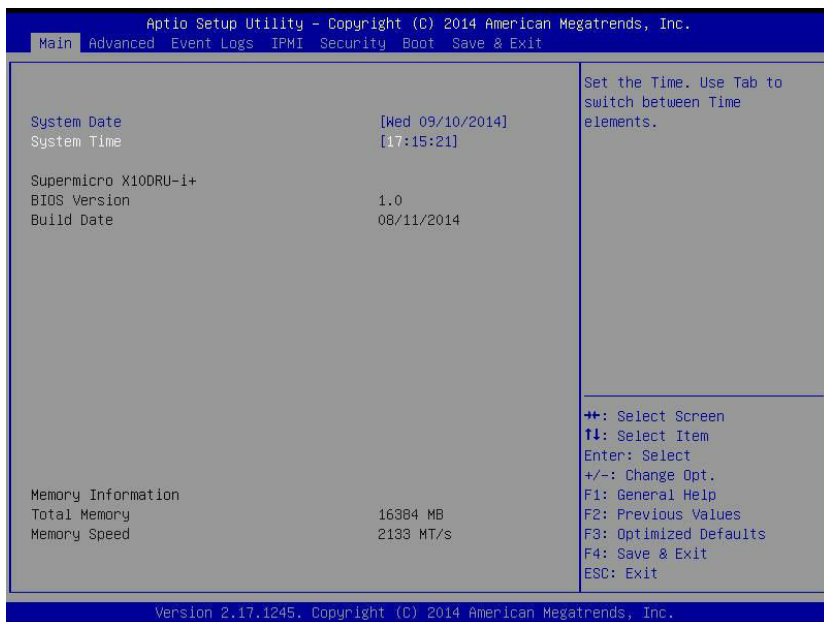 Aptio Setup Utility – Copyright (C) 2014 American Megatrends, Inc.
Main Advanced Event Logs IPMI Security Boot Save & Exit
System Date [Wed 09/10/2014]
System Time [17:15:21]
Supermicro X10DRU-i+
BIOS Version 1.0
Build Date 08/11/2014
Memory Information
Total Memory 16384 MB
Memory Speed 2133 MT/s
Set the Time. Use Tab to
switch between Time
elements.
→←: Select Screen
↑↓: Select Item
Enter: Select
+/-: Change Opt.
F1: General Help
F2: Previous Values
F3: Optimized Defaults
F4: Save & Exit
ESC: Exit
Version 2.17.1245. Copyright (C) 2014 American Megatrends, Inc.